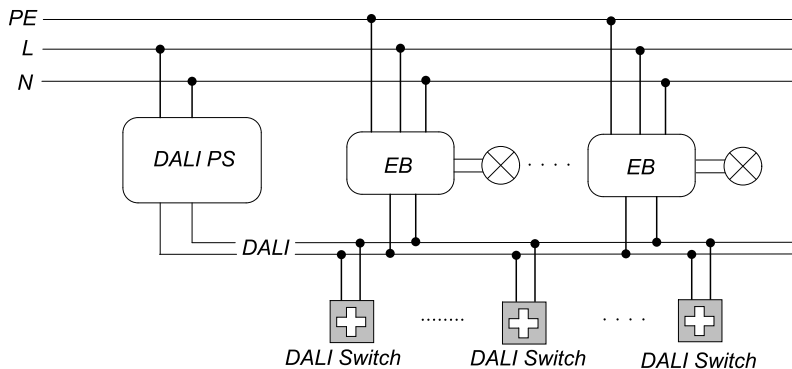 PE
L
N
DALI PS
EB
EB
DALI
DALI Switch
DALI Switch
DALI Switch